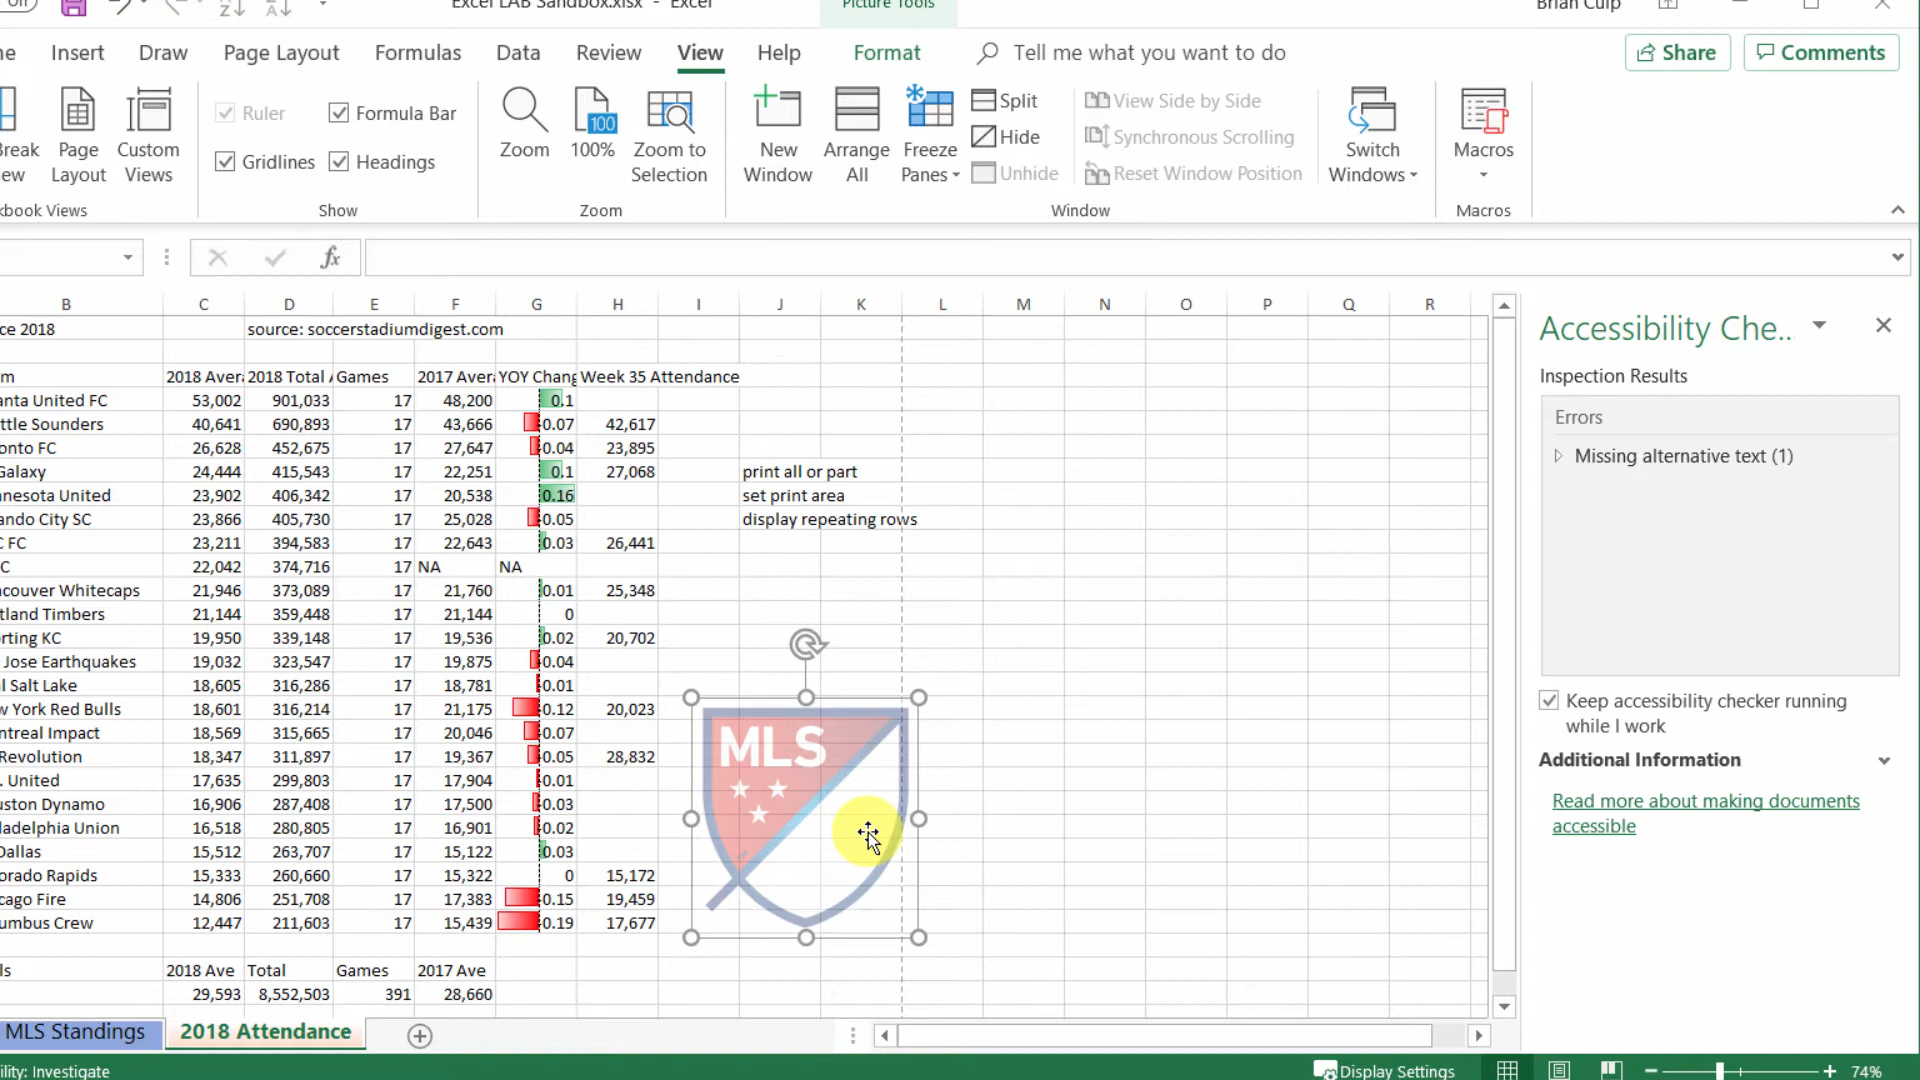 Off
Excel LAB Sandbox.xlsx - Excel
Picture Tools
Brian Culp
Insert Draw Page Layout Formulas Data Review View Help Format Tell me what you want to do Share Comments
Ruler Formula Bar
Gridlines Headings
Page Layout
Custom Views
Zoom
100
100%
Zoom to Selection
New Window
Arrange All
Freeze Panes
Split
Hide
Unhide
View Side by Side
Synchronous Scrolling
Reset Window Position
Switch Windows
Macros
Show Zoom Window Macros
fx
B C D E F G H I J K L M N O P Q R
ce 2018 source: soccerstadiumdigest.com
m 2018 Avera 2018 Total A Games 2017 Avera YOY Chang Week 35 Attendance
anta United FC 53,002 901,033 17 48,200 0.1
ttle Sounders 40,641 690,893 17 43,666 -0.07 42,617
onto FC 26,628 452,675 17 27,647 -0.04 23,895
Galaxy 24,444 415,543 17 22,251 0.1 27,068 print all or part
nnesota United 23,902 406,342 17 20,538 0.16 set print area
ando City SC 23,866 405,730 17 25,028 -0.05 display repeating rows
C FC 23,211 394,583 17 22,643 0.03 26,441
C 22,042 374,716 17 NA NA
ncouver Whitecaps 21,946 373,089 17 21,760 0.01 25,348
tland Timbers 21,144 359,448 17 21,144 0
rting KC 19,950 339,148 17 19,536 0.02 20,702
Jose Earthquakes 19,032 323,547 17 19,875 -0.04
l Salt Lake 18,605 316,286 17 18,781 -0.01
w York Red Bulls 18,601 316,214 17 21,175 -0.12 20,023
ntreal Impact 18,569 315,665 17 20,046 -0.07
Revolution 18,347 311,897 17 19,367 -0.05 28,832
. United 17,635 299,803 17 17,904 -0.01
uston Dynamo 16,906 287,408 17 17,500 -0.03
ladelphia Union 16,518 280,805 17 16,901 -0.02
Dallas 15,512 263,707 17 15,122 0.03
orado Rapids 15,333 260,660 17 15,322 0 15,172
cago Fire 14,806 251,708 17 17,383 -0.15 19,459
umbus Crew 12,447 211,603 17 15,439 -0.19 17,677
MLS
ls 2018 Ave Total Games 2017 Ave
29,593 8,552,503 391 28,660
Accessibility Che..
Inspection Results
Errors
Missing alternative text (1)
Keep accessibility checker running
while I work
Additional Information
Read more about making documents
accessible
MLS Standings 2018 Attendance
bility: Investigate
Display Settings
74%